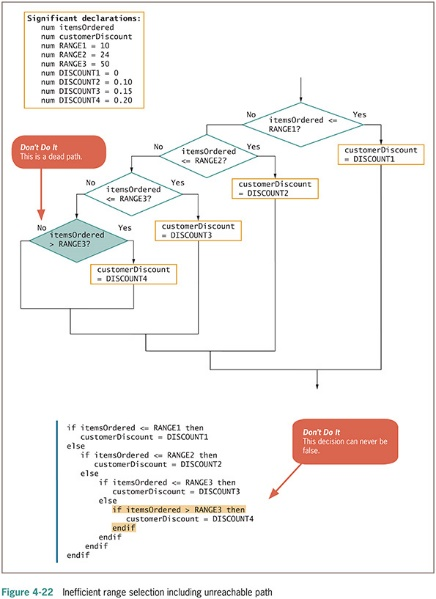 Significant declarations:
num itemsOrdered
num customerDiscount
num RANGE1 = 10
num RANGE2 = 24
num RANGE3 = 50
num DISCOUNT1 = 0
num DISCOUNT2 = 0.10
num DISCOUNT3 = 0.15
num DISCOUNT4 = 0.20
No
itemsOrdered <=
RANGE1?
Yes
customerDiscount
= DISCOUNT1
No
itemsOrdered
<= RANGE2?
Yes
customerDiscount
= DISCOUNT2
Don't Do It
This is a dead path.
No
itemsOrdered
<= RANGE3?
Yes
customerDiscount
= DISCOUNT3
No
itemsOrdered
> RANGE3?
Yes
customerDiscount
= DISCOUNT4
if itemsOrdered <= RANGE1 then
customerDiscount = DISCOUNT1
else
if itemsOrdered <= RANGE2 then
customerDiscount = DISCOUNT2
else
if itemsOrdered <= RANGE3 then
customerDiscount = DISCOUNT3
else
if itemsOrdered > RANGE3 then
customerDiscount = DISCOUNT4
endif
endif
endif
endif
Don't Do It
This decision can never be
false.
Figure 4-22 Inefficient range selection including unreachable path